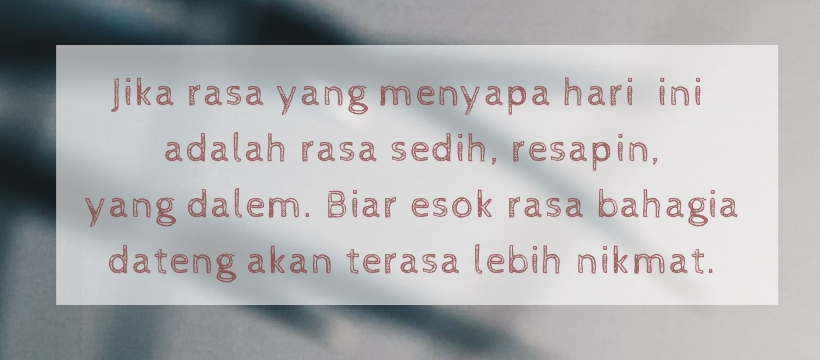 Jika rasa yang menyapa hari ini
adalah rasa sedih, resapin,
yang dalem. Biar esok rasa bahagia
dateng akan terasa lebih nikmat.